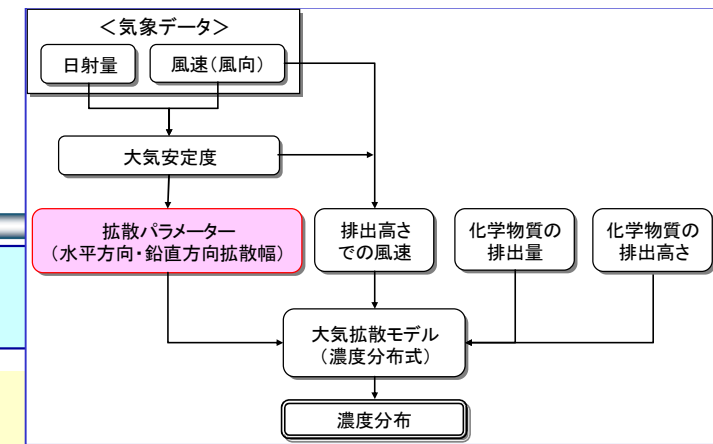 ＜気象データ＞
日射量
風速（風向）
大気安定度
拡散パラメーター
（水平方向・鉛直方向拡散幅）
排出高さ
での風速
化学物質の
排出量
化学物質の
排出高さ
大気拡散モデル
（濃度分布式）
濃度分布